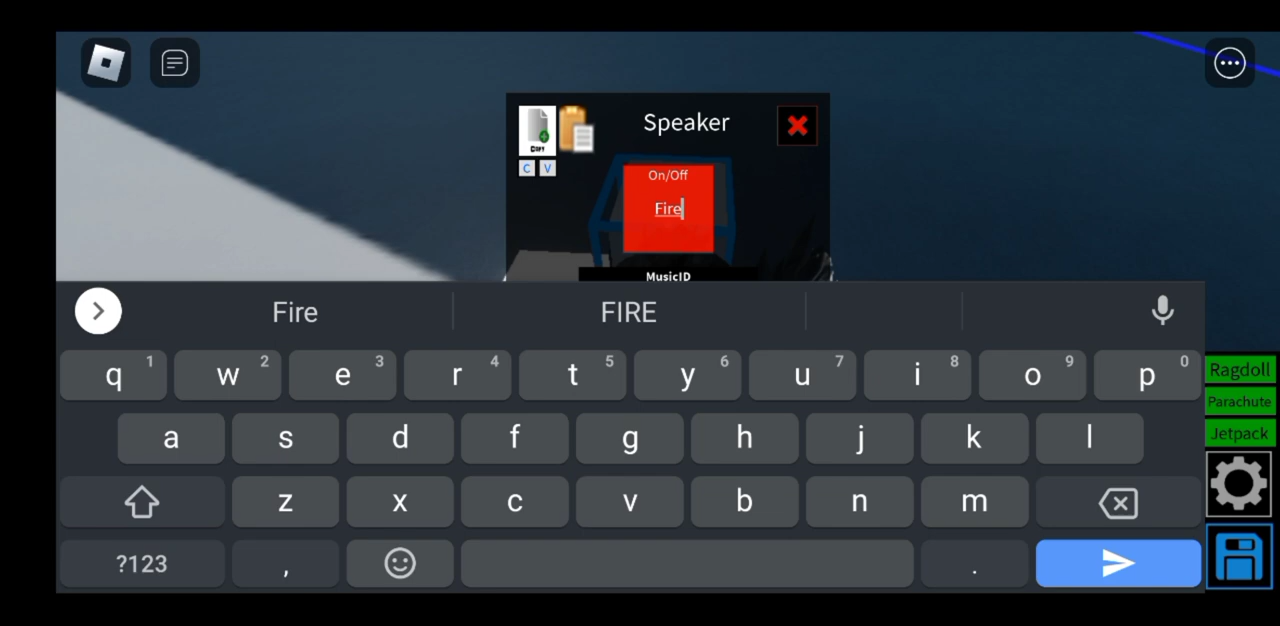 Speaker
COPY
C V
On/Off
Fire
MusicID
Fire FIRE
q 1 w 2 e 3 r 4 t 5 y 6 u 7 i 8 o 9 p 0
Ragdoll
Parachute
a s d f g h j k l
Jetpack
z x c v b n m
?123 , .